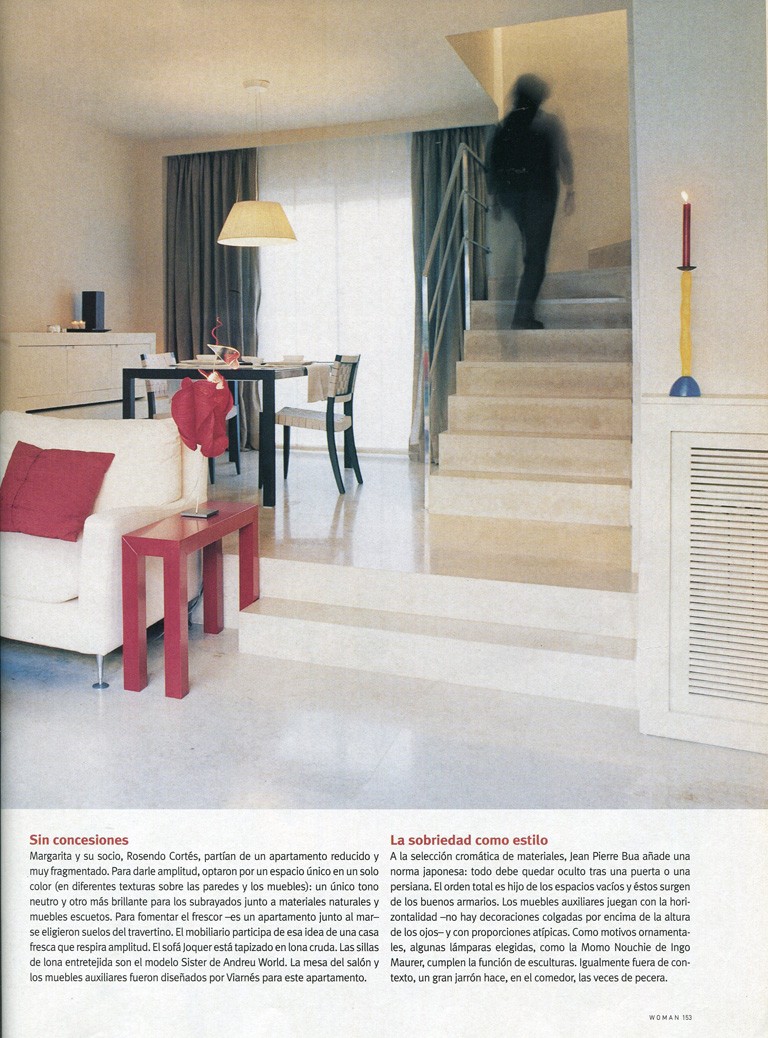 Sin concesiones
Margarita y su socio, Rosendo Cortés, partían de un apartamento reducido y
muy fragmentado. Para darle amplitud, optaron por un espacio único en un solo
color (en diferentes texturas sobre las paredes y los muebles): un único tono
neutro y otro más brillante para los subrayados junto a materiales naturales y
muebles escuetos. Para fomentar el frescor –es un apartamento junto al mar–
se eligieron suelos del travertino. El mobiliario participa de esa idea de una casa
fresca que respira amplitud. El sofá Joquer está tapizado en lona cruda. Las sillas
de lona entretejida son el modelo Sister de Andreu World. La mesa del salón y
los muebles auxiliares fueron diseñados por Viarnés para este apartamento.
La sobriedad como estilo
A la selección cromática de materiales, Jean Pierre Bua añade una
norma japonesa: todo debe quedar oculto tras una puerta o una
persiana. El orden total es hijo de los espacios vacíos y éstos surgen
de los buenos armarios. Los muebles auxiliares juegan con la hori-
zontalidad –no hay decoraciones colgadas por encima de la altura
de los ojos– y con proporciones atípicas. Como motivos ornamenta-
les, algunas lámparas elegidas, como la Momo Nouchie de Ingo
Maurer, cumplen la función de esculturas. Igualmente fuera de con-
texto, un gran jarrón hace, en el comedor, las veces de pecera.
WOMAN 153